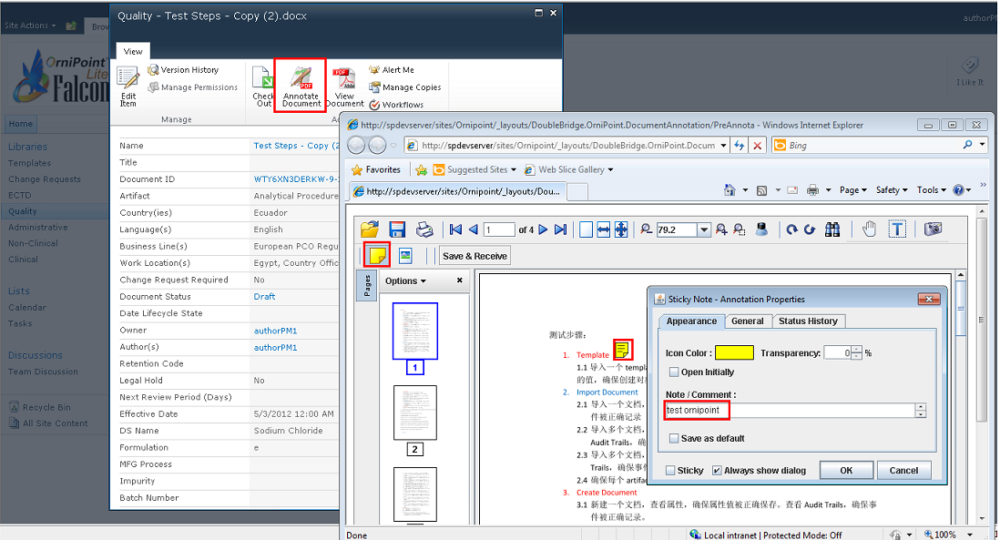 Quality - Test Steps - Copy (2).docx
Site Actions
authorPM
View
OrniPoint
Lite
Falcon
Edit Item
Version History
Manage Permissions
Manage
Check Out
Annotate Document
View Document
Alert Me
Manage Copies
Workflows
I Like It
Home
Libraries
Templates
Change Requests
ECTD
Quality
Administrative
Non-Clinical
Clinical
Lists
Calendar
Tasks
Discussions
Team Discussion
Recycle Bin
All Site Content
Name Test Steps - Copy (2
Title
Document ID WTY6XN3DERKW-9-
Artifact Analytical Procedure
Country(ies) Ecuador
Language(s) English
Business Line(s) European PCO Regu
Work Location(s) Egypt, Country Offic
Change Request Required No
Document Status Draft
Date Lifecycle State
Owner authorPM1
Author(s) authorPM1
Retention Code
Legal Hold No
Next Review Period (Days)
Effective Date 5/3/2012 12:00 AM
DS Name Sodium Chloride
Formulation e
MFG Process
Impurity
Batch Number
http://spdevserver/sites/Ornipoint/_layouts/DoubleBridge.OrniPoint.DocumentAnnotation/PreAnnota - Windows Internet Explorer
http://spdevserver/sites/Ornipoint/_layouts/DoubleBridge.OrniPoint.Docum
Bing
Favorites Suggested Sites Web Slice Gallery
http://spdevserver/sites/Ornipoint/_layouts/Dou...
Page Safety Tools
1 of 4 79.2
Save & Receive
Pages
Options
1
2
测试步骤：
1. Template
1.1 导入一个 templa
的值，确保创建对
2. Import Document
2.1 导入一个文档，
件被正确记录
2.2 导入多个文档，
Audit Trails，确
2.3 导入多个文档，
Trails，确保事件
2.4 确保每个 artifac
3. Create Document
3.1 新建一个文档，查看属性，确保属性值被正确保存。查看 Audit Trails，确保事
件被正确记录。
Sticky Note - Annotation Properties
Appearance General Status History
Icon Color : Transparency: 0 %
Open Initially
Note / Comment :
test ornipoint
Save as default
Sticky Always show dialog OK Cancel
Done Local intranet | Protected Mode: Off 100%